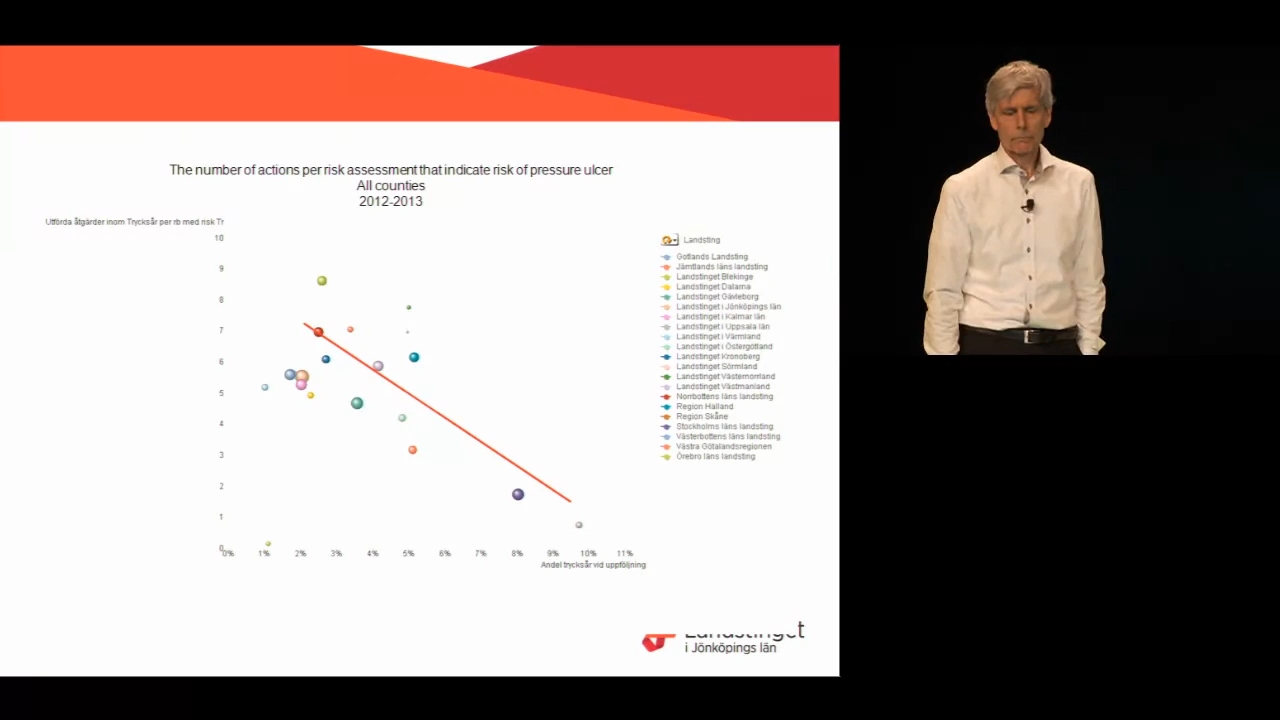 The number of actions per risk assessment that indicate risk of pressure ulcer
All counties
2012-2013
Utförda åtgärder inom Trycksår per rb med risk Tr
10
9
8
7
6
5
4
3
2
1
0
0% 1% 2% 3% 4% 5% 6% 7% 8% 9% 10% 11%
Andel trycksår vid uppföljning
Landsting
Gotlands Landsting
Jämtlands läns landsting
Landstinget Blekinge
Landstinget Dalarna
Landstinget Gävleborg
Landstinget i Jönköpings län
Landstinget i Kalmar län
Landstinget i Uppsala län
Landstinget i Värmland
Landstinget i Östergötland
Landstinget Kronoberg
Landstinget Sörmland
Landstinget Västernorrland
Landstinget Västmanland
Norrbottens läns landsting
Region Halland
Region Skåne
Stockholms läns landsting
Västerbottens läns landsting
Västra Götalandsregionen
Örebro läns landsting
Landstinget
i Jönköpings län